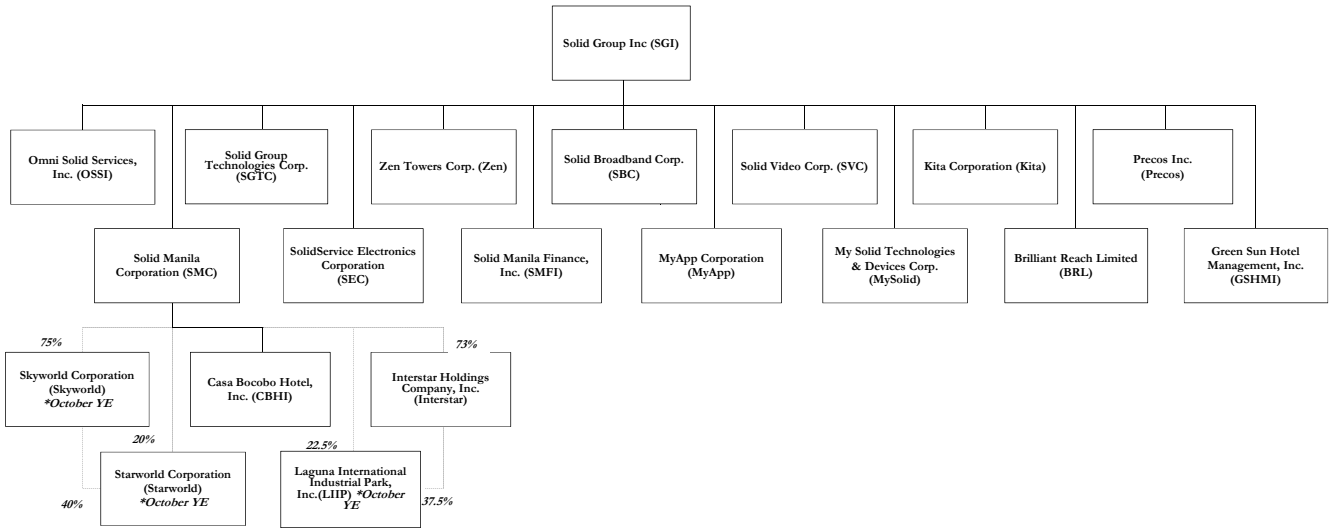 Solid Group Inc (SGI)
Omni Solid Services,
Inc. (OSSI)
Solid Group
Technologies Corp.
(SGTC)
Zen Towers Corp. (Zen)
Solid Broadband Corp.
(SBC)
Solid Video Corp. (SVC)
Kita Corporation (Kita)
Precos Inc.
(Precos)
Solid Manila
Corporation (SMC)
SolidService Electronics
Corporation
(SEC)
Solid Manila Finance,
Inc. (SMFI)
MyApp Corporation
(MyApp)
My Solid Technologies
& Devices Corp.
(MySolid)
Brilliant Reach Limited
(BRL)
Green Sun Hotel
Management, Inc.
(GSHMI)
75%
73%
Skyworld Corporation
(Skyworld)
*October YE
Casa Bocobo Hotel,
Inc. (CBHI)
Interstar Holdings
Company, Inc.
(Interstar)
20%
22.5%
Starworld Corporation
(Starworld)
*October YE
Laguna International
Industrial Park,
Inc.(LIIP) *October
YE
40%
37.5%